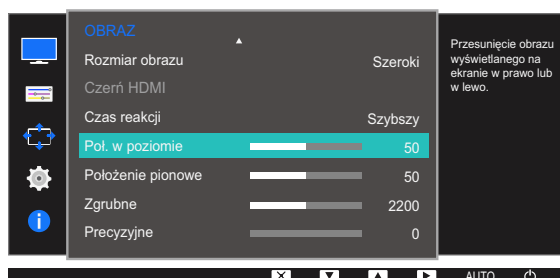 OBRAZ
Rozmiar obrazu Szeroki
Czerń HDMI
Czas reakcji Szybszy
Poł. w poziomie 50
Położenie pionowe 50
Zgrubne 2200
Precyzyjne 0
Przesunięcie obrazu
wyświetlanego na
ekranie w prawo lub
w lewo.
AUTO